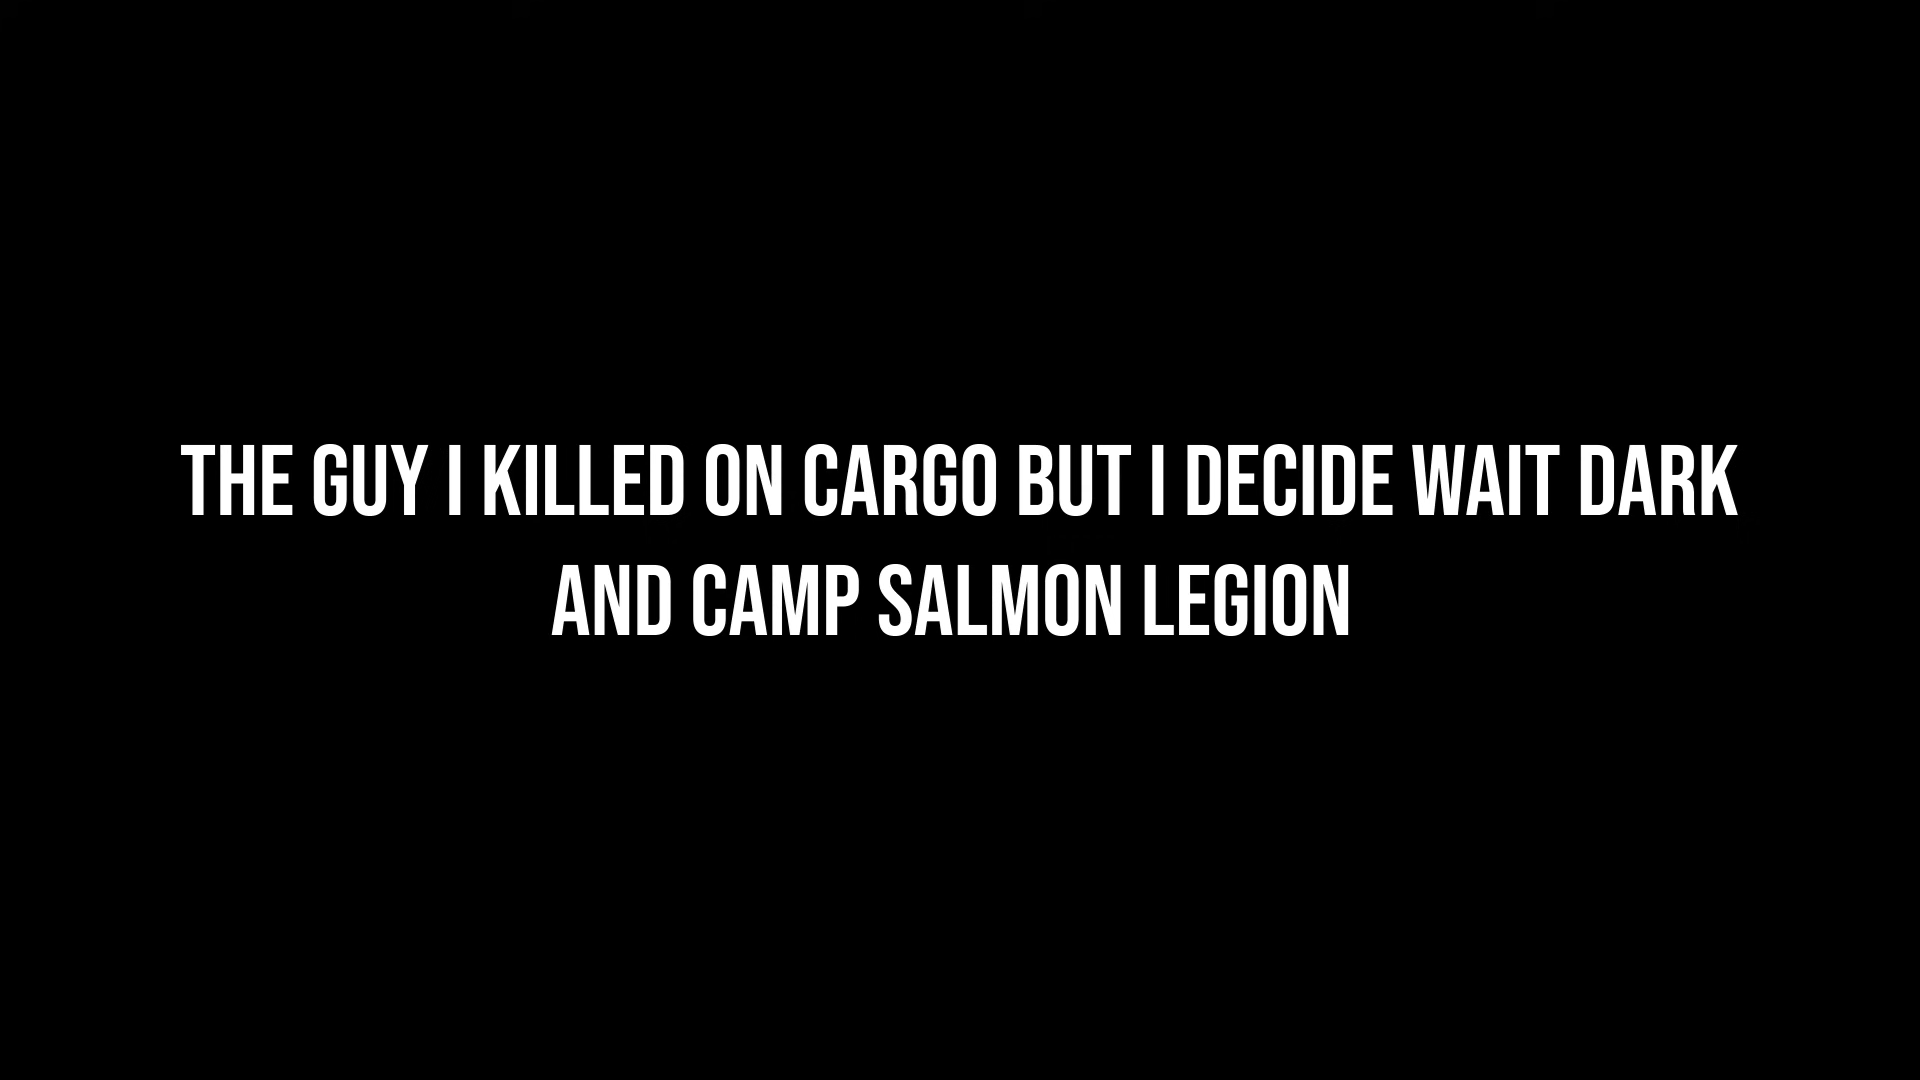 THE GUY I KILLED ON CARGO BUT I DECIDE WAIT DARK
AND CAMP SALMON LEGION